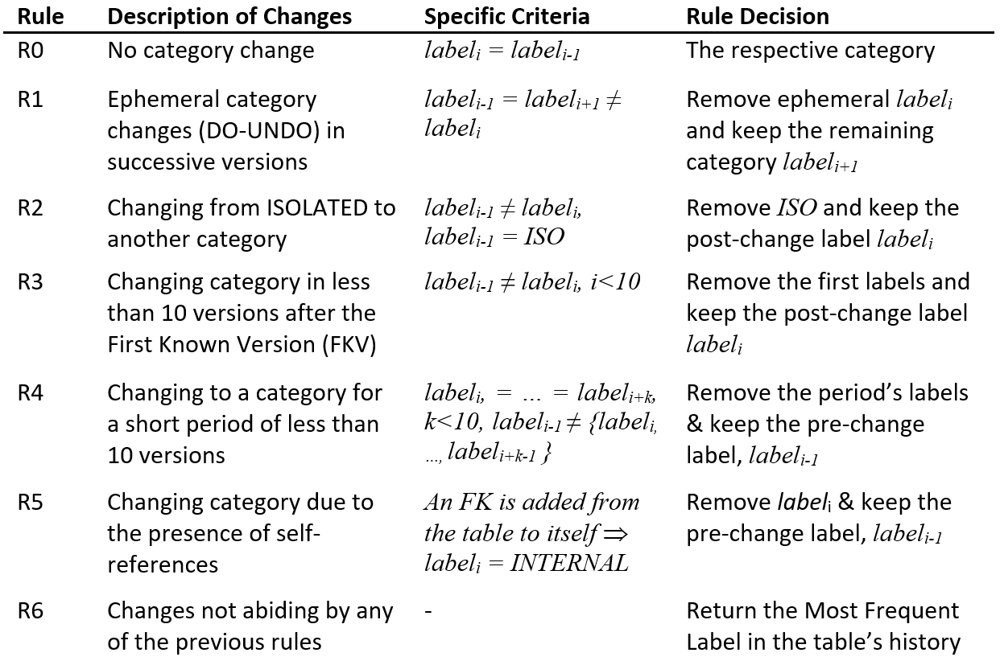 Rule Description of Changes Specific Criteria Rule Decision
R0 No category change label_i = label_{i-1} The respective category
R1 Ephemeral category label_{i-1} = label_{i+1} ≠ Remove ephemeral label_i
changes (DO-UNDO) in label_i and keep the remaining
successive versions category label_{i+1}
R2 Changing from ISOLATED to label_{i-1} ≠ label_i, Remove ISO and keep the
another category label_{i-1} = ISO post-change label label_i
R3 Changing category in less label_{i-1} ≠ label_i, i<10 Remove the first labels and
than 10 versions after the keep the post-change label
First Known Version (FKV) label_i
R4 Changing to a category for label_i, = ... = label_{i+k}, Remove the period's labels
a short period of less than k<10, label_{i-1} ≠ {label_i, & keep the pre-change
10 versions ..., label_{i+k-1} } label, label_{i-1}
R5 Changing category due to An FK is added from Remove label_i & keep the
the presence of self- the table to itself ⇒ pre-change label, label_{i-1}
references label_i = INTERNAL
R6 Changes not abiding by any - Return the Most Frequent
of the previous rules Label in the table's history